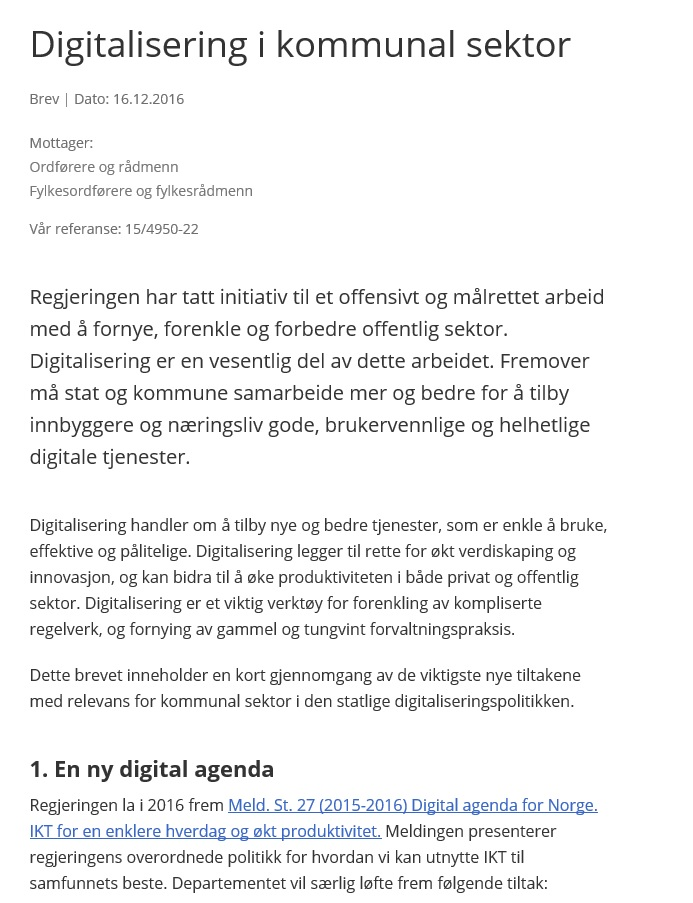 Digitalisering i kommunal sektor
Brev | Dato: 16.12.2016
Mottager:
Ordførere og rådmenn
Fylkesordførere og fylkesrådmenn
Vår referanse: 15/4950-22
Regjeringen har tatt initiativ til et offensivt og målrettet arbeid
med å fornye, forenkle og forbedre offentlig sektor.
Digitalisering er en vesentlig del av dette arbeidet. Fremover
må stat og kommune samarbeide mer og bedre for å tilby
innbyggere og næringsliv gode, brukervennlige og helhetlige
digitale tjenester.
Digitalisering handler om å tilby nye og bedre tjenester, som er enkle å bruke,
effektive og pålitelige. Digitalisering legger til rette for økt verdiskaping og
innovasjon, og kan bidra til å øke produktiviteten i både privat og offentlig
sektor. Digitalisering er et viktig verktøy for forenkling av kompliserte
regelverk, og fornying av gammel og tungvint forvaltningspraksis.
Dette brevet inneholder en kort gjennomgang av de viktigste nye tiltakene
med relevans for kommunal sektor i den statlige digitaliseringspolitikken.
1. En ny digital agenda
Regjeringen la i 2016 frem Meld. St. 27 (2015-2016) Digital agenda for Norge.
IKT for en enklere hverdag og økt produktivitet. Meldingen presenterer
regjeringens overordnede politikk for hvordan vi kan utnytte IKT til
samfunnets beste. Departementet vil særlig løfte frem følgende tiltak: